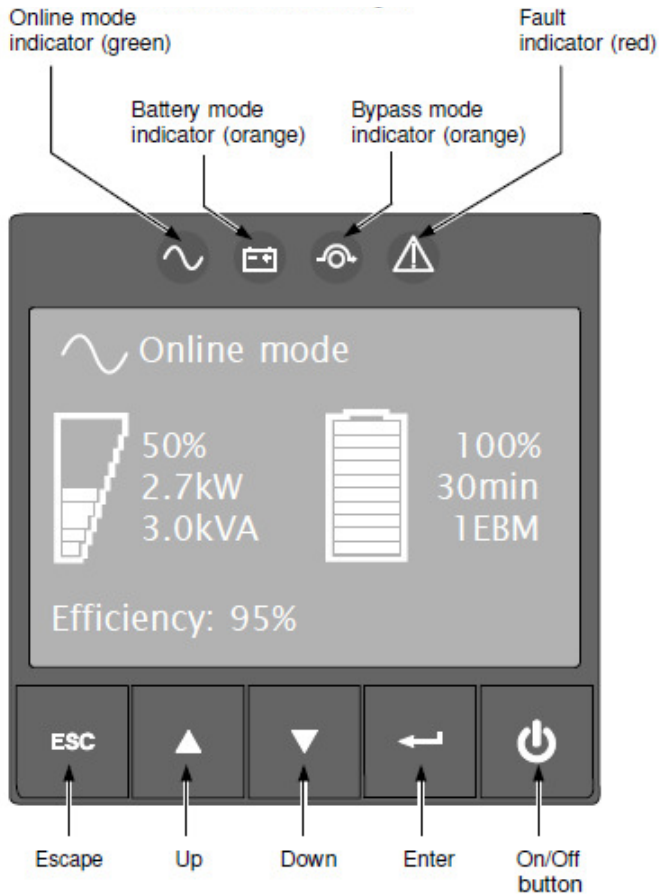 Online mode
indicator (green)
Fault
indicator (red)
Battery mode
indicator (orange)
Bypass mode
indicator (orange)
Online mode
50%
2.7kW
3.0kVA
100%
30min
1EBM
Efficiency: 95%
ESC
Escape
Up
Down
Enter
On/Off
button